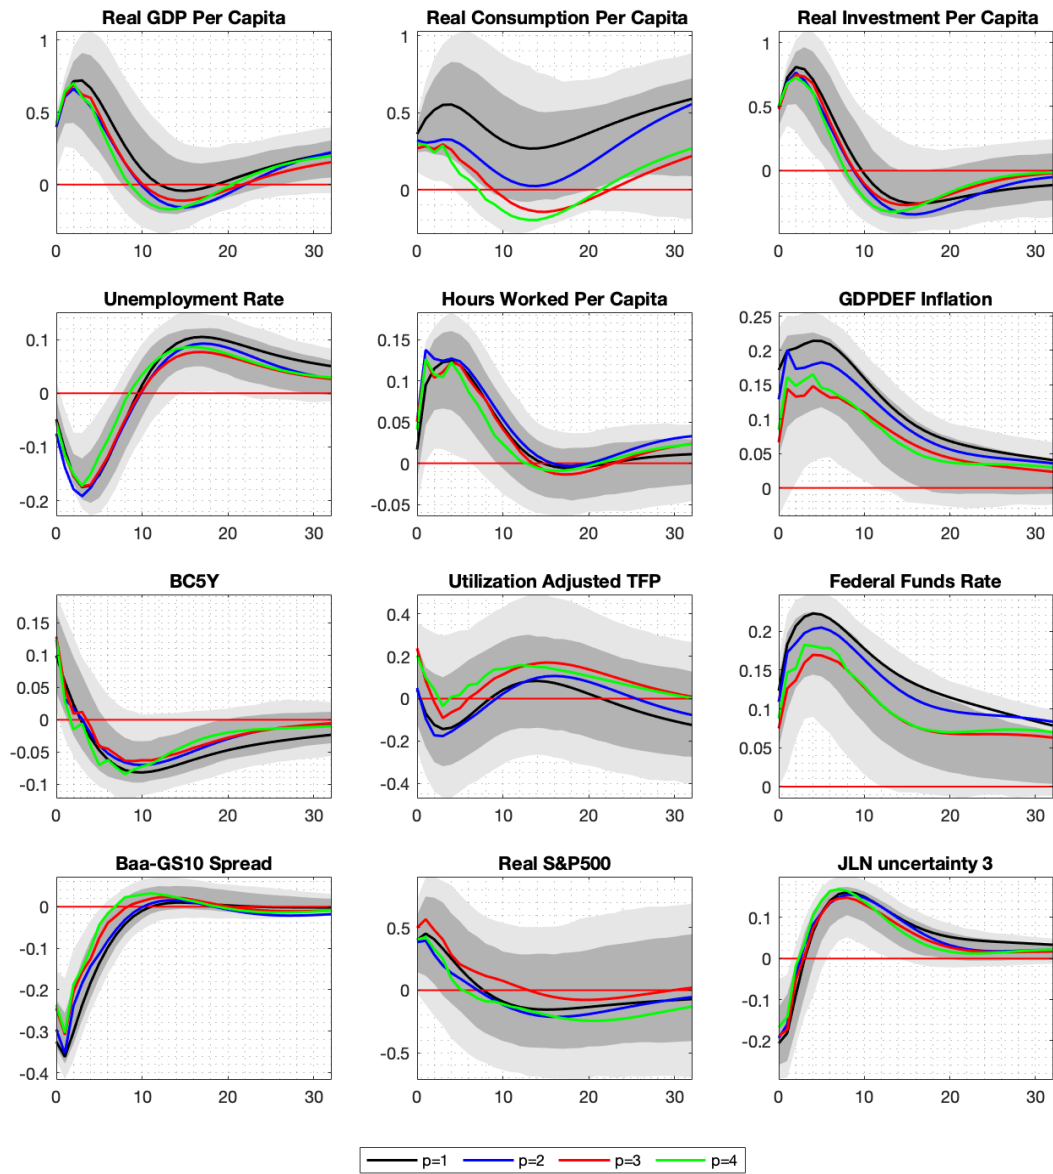 Real GDP Per Capita
1
0.5
0
0 10 20 30
Real Consumption Per Capita
1
0.5
0
0 10 20 30
Real Investment Per Capita
1
0.5
0
0 10 20 30
Unemployment Rate
0.1
0
-0.1
-0.2
0 10 20 30
Hours Worked Per Capita
0.15
0.1
0.05
0
-0.05
0 10 20 30
GDPDEF Inflation
0.25
0.2
0.15
0.1
0.05
0
0 10 20 30
BC5Y
0.15
0.1
0.05
0
-0.05
-0.1
0 10 20 30
Utilization Adjusted TFP
0.4
0.2
0
-0.2
-0.4
0 10 20 30
Federal Funds Rate
0.2
0.15
0.1
0.05
0
0 10 20 30
Baa-GS10 Spread
0
-0.1
-0.2
-0.3
-0.4
0 10 20 30
Real S&P500
0.5
0
-0.5
0 10 20 30
JLN uncertainty 3
0.1
0
-0.1
-0.2
0 10 20 30
p=1 p=2 p=3 p=4